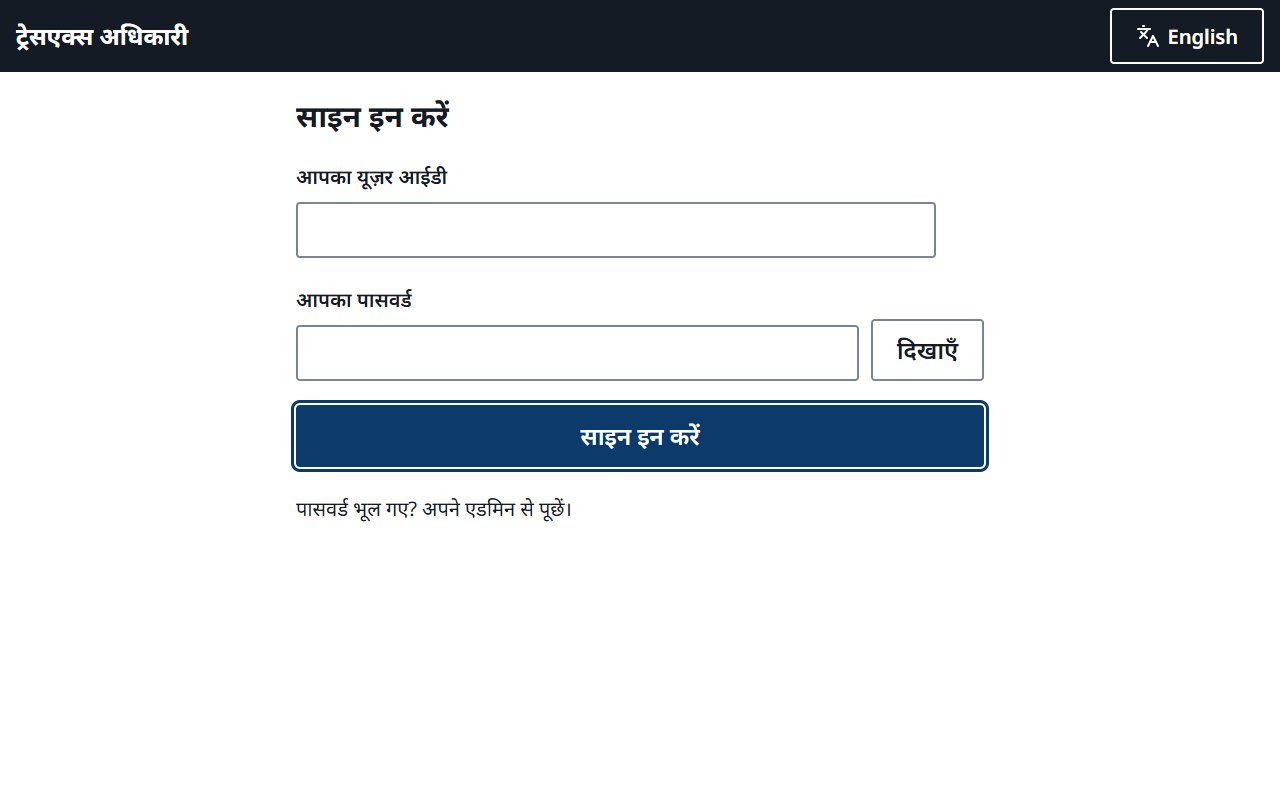 ट्रेसएक्स अधिकारी
English
साइन इन करें
आपका यूज़र आईडी
आपका पासवर्ड
दिखाएँ
साइन इन करें
पासवर्ड भूल गए? अपने एडमिन से पूछें।